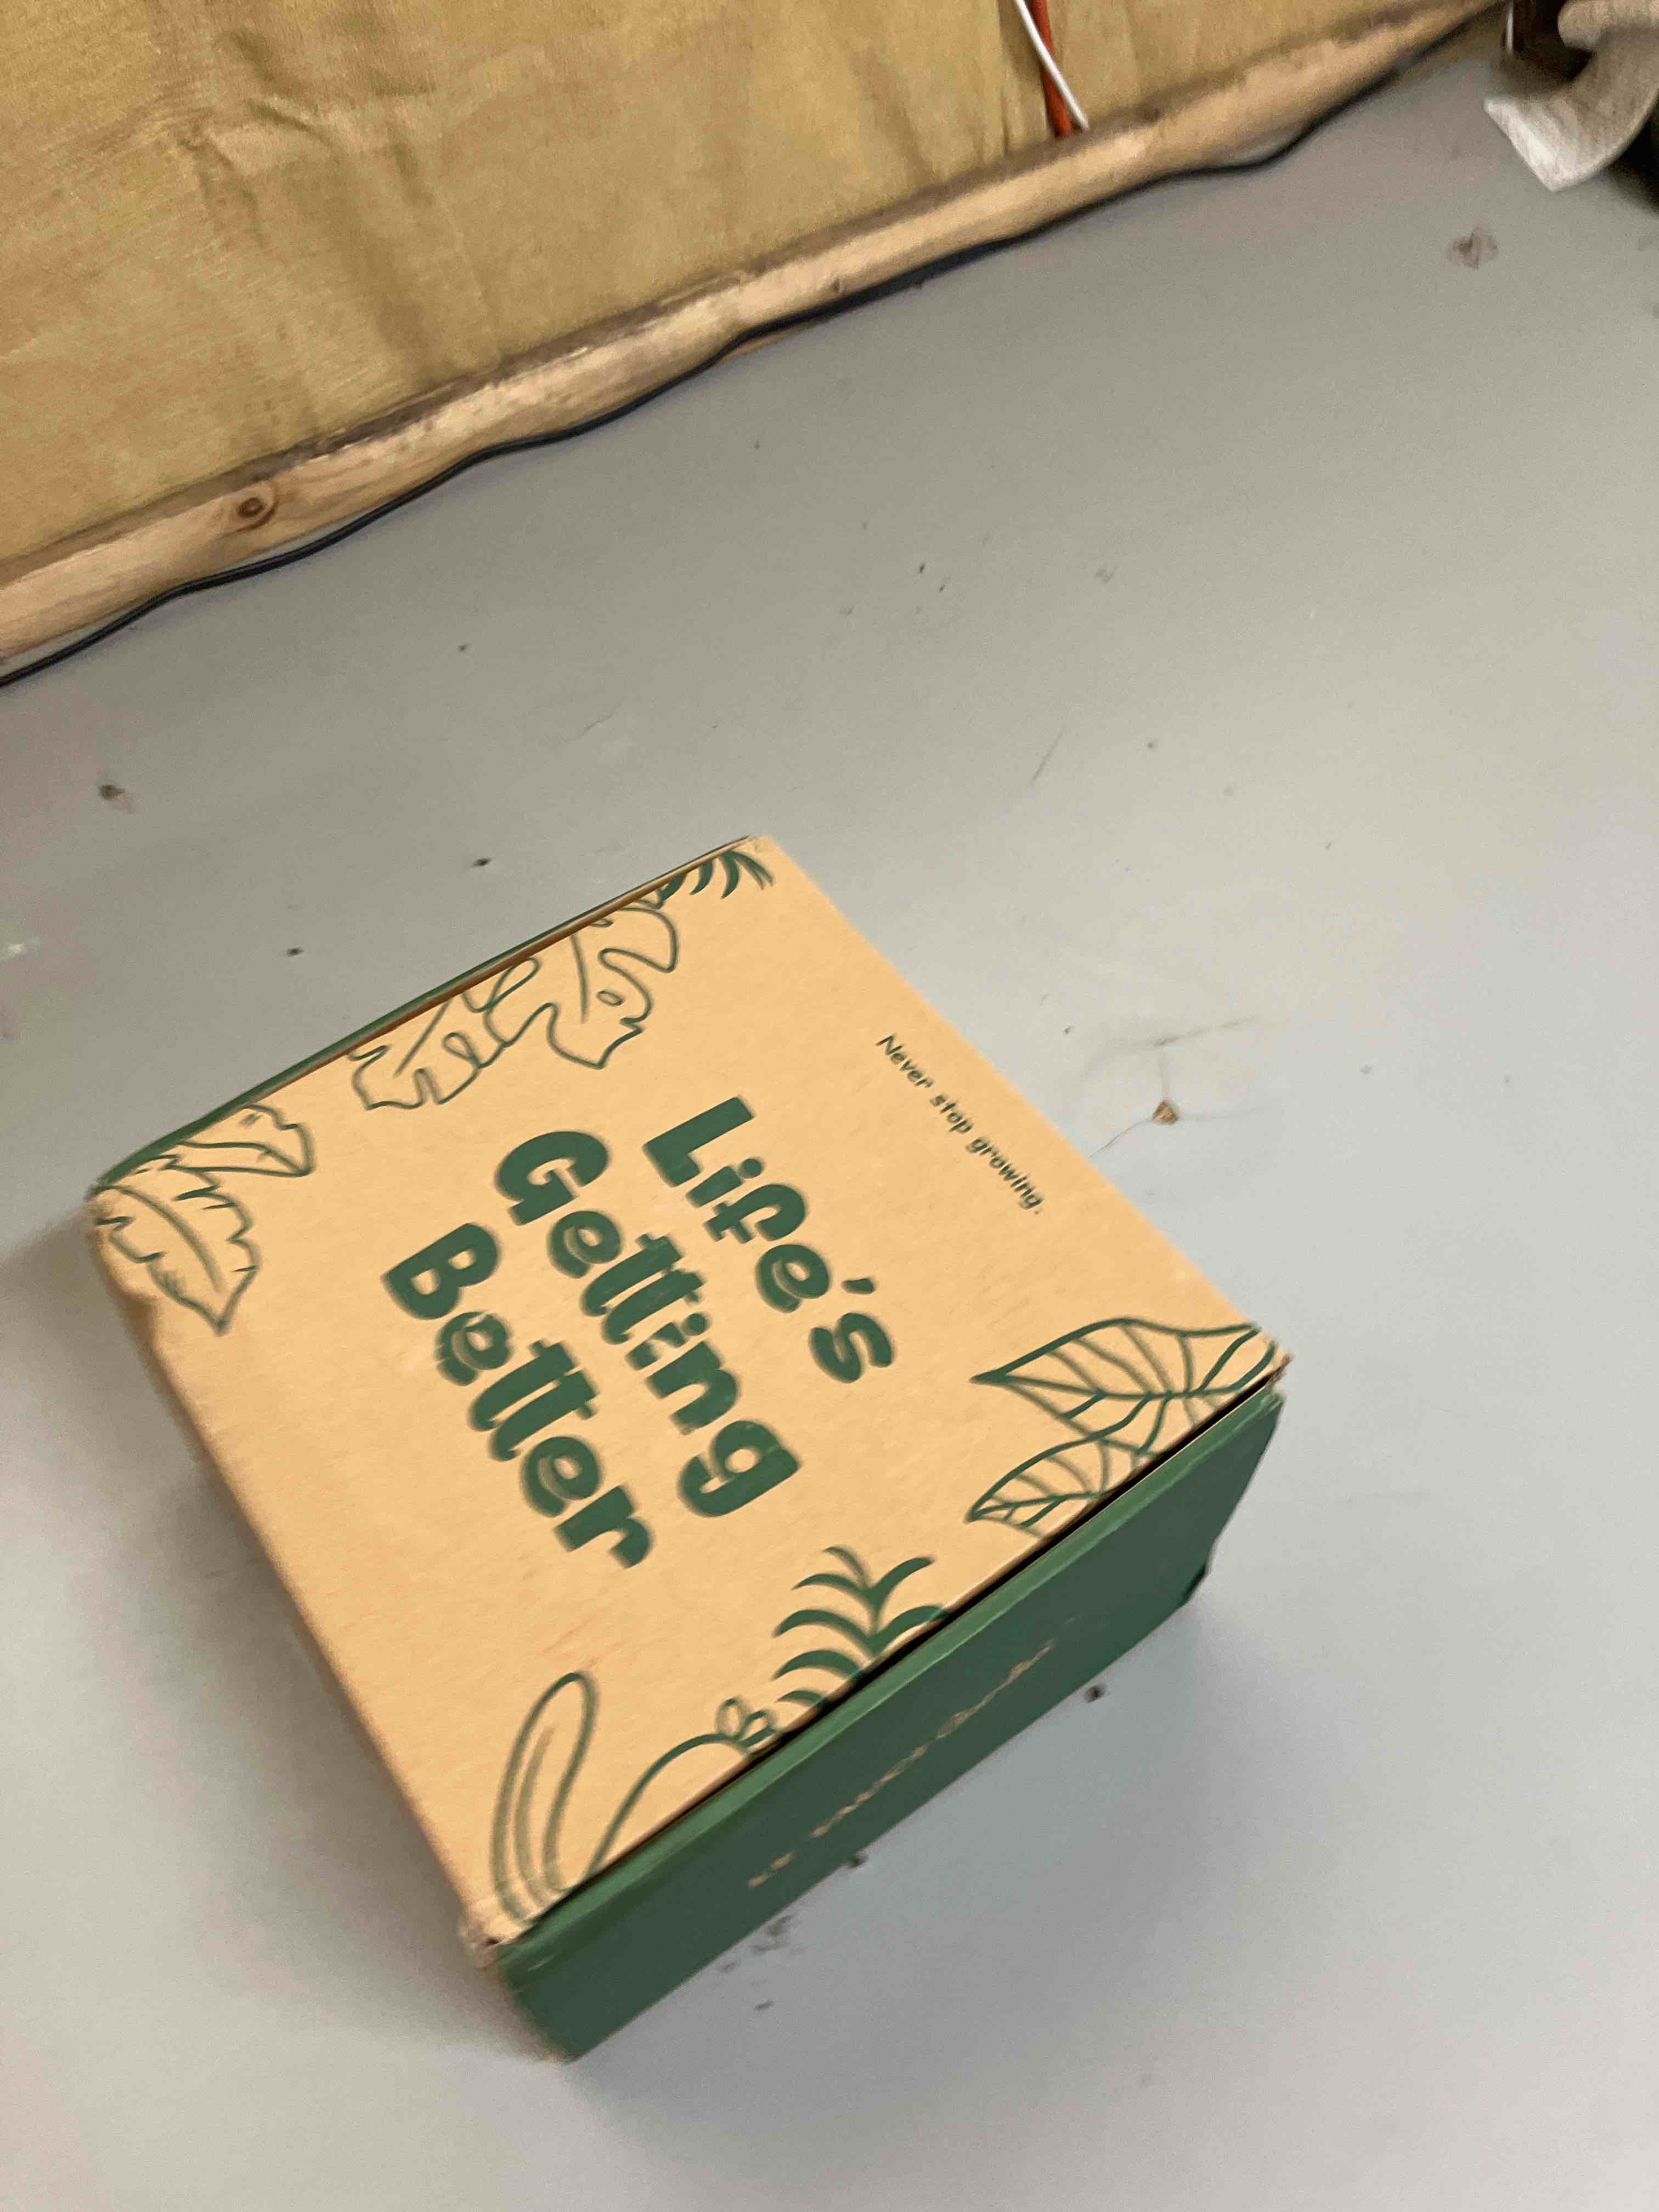 Never stop growing.
Life's
Getting
Better